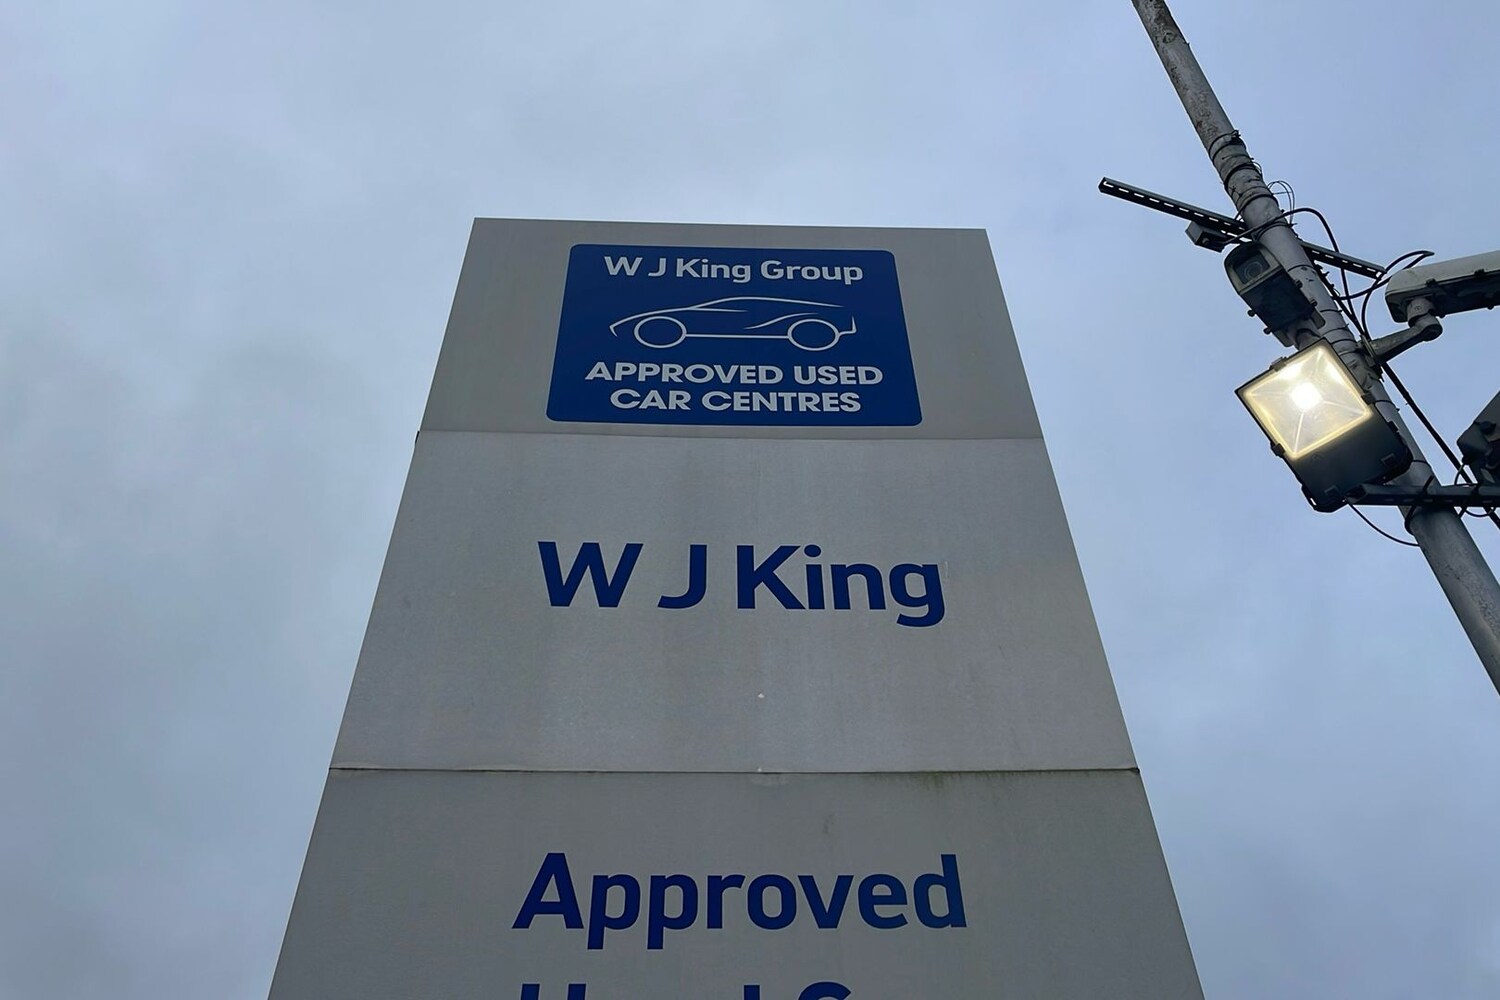 W J King Group
APPROVED USED
CAR CENTRES
W J King
Approved